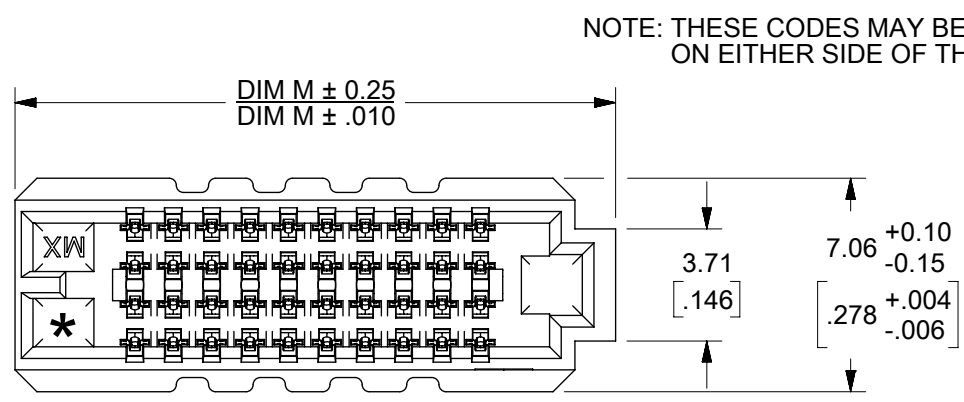 NOTE: THESE CODES MAY BE
ON EITHER SIDE OF TH
DIM M ± 0.25
DIM M ± .010
MX
*
3.71
[.146]
7.06 +0.10
-0.15
[.278 +.004
-.006]